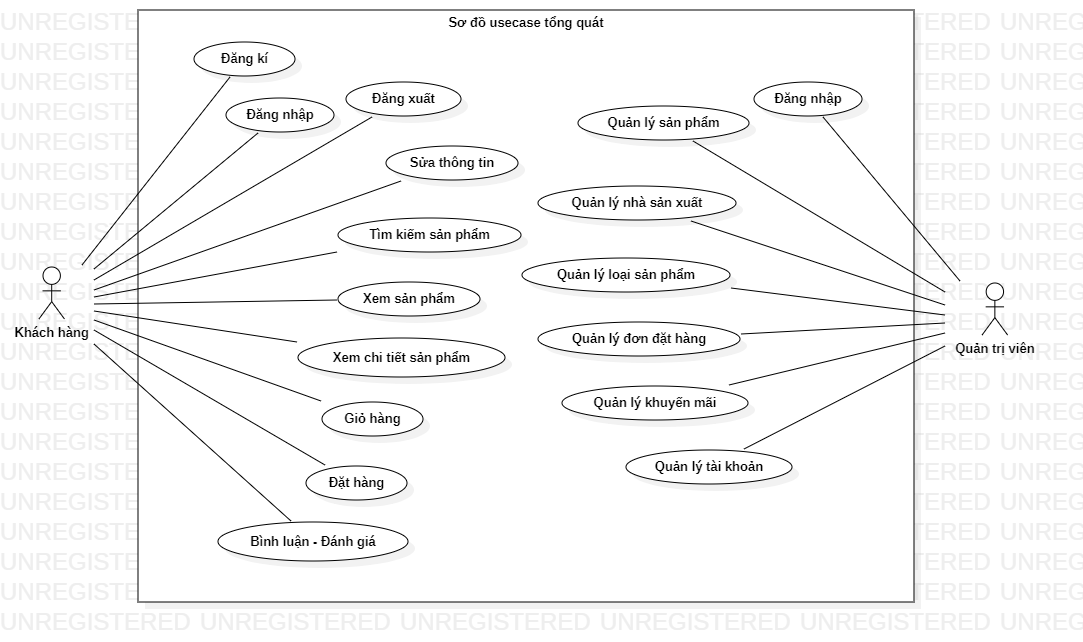 Sơ đồ usecase tổng quát
Đăng kí
Đăng nhập
Đăng xuất
Sửa thông tin
Tìm kiếm sản phẩm
Xem sản phẩm
Xem chi tiết sản phẩm
Giỏ hàng
Đặt hàng
Bình luận - Đánh giá
Khách hàng
Đăng nhập
Quản lý sản phẩm
Quản lý nhà sản xuất
Quản lý loại sản phẩm
Quản lý đơn đặt hàng
Quản lý khuyến mãi
Quản lý tài khoản
Quản trị viên
UNREGISTERED UNREGISTERED UNREGISTERED UNREGISTERED UNREGISTERED UNREG